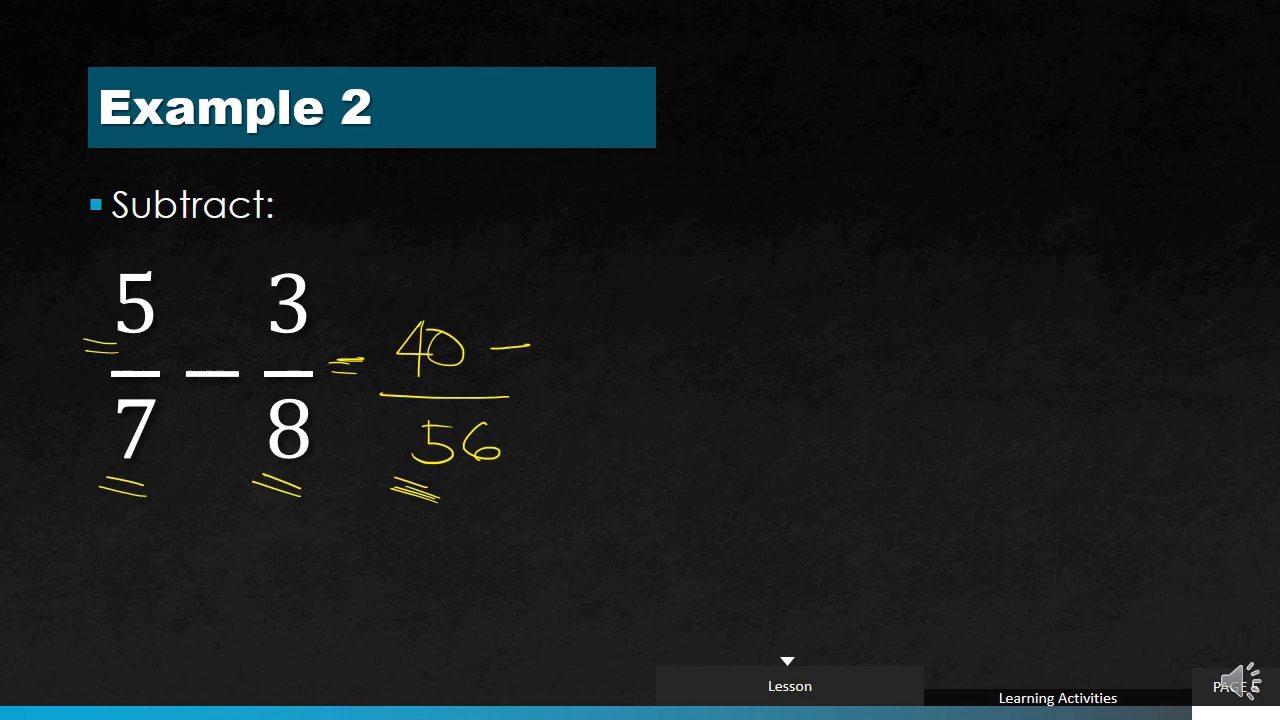 Example 2
Subtract:
5/7 − 3/8 = 40 − / 56
Lesson
Learning Activities